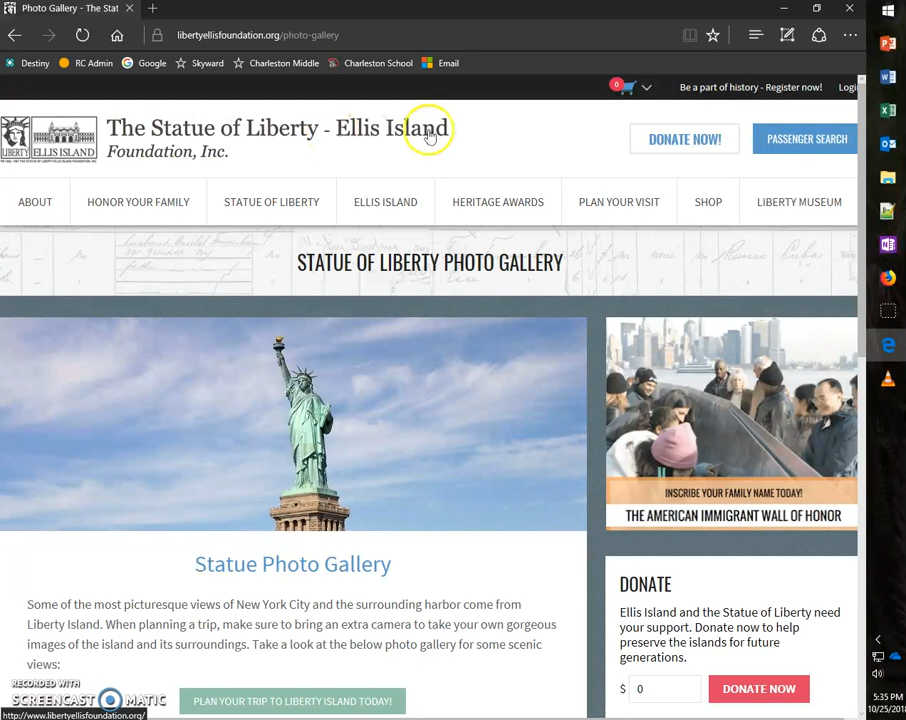 Photo Gallery - The Stat
libertyellisfoundation.org/photo-gallery
Destiny RC Admin Google Skyward Charleston Middle Charleston School Email
0 Be a part of history - Register now! Login
LIBERTY ELLIS ISLAND
The Statue of Liberty - Ellis Island
Foundation, Inc.
DONATE NOW! PASSENGER SEARCH
ABOUT HONOR YOUR FAMILY STATUE OF LIBERTY ELLIS ISLAND HERITAGE AWARDS PLAN YOUR VISIT SHOP LIBERTY MUSEUM
STATUE OF LIBERTY PHOTO GALLERY
INSCRIBE YOUR FAMILY NAME TODAY!
THE AMERICAN IMMIGRANT WALL OF HONOR
Statue Photo Gallery
Some of the most picturesque views of New York City and the surrounding harbor come from
Liberty Island. When planning a trip, make sure to bring an extra camera to take your own gorgeous
images of the island and its surroundings. Take a look at the below photo gallery for some scenic
views:
PLAN YOUR TRIP TO LIBERTY ISLAND TODAY!
DONATE
Ellis Island and the Statue of Liberty need
your support. Donate now to help
preserve the islands for future
generations.
$ 0 DONATE NOW
RECORDED WITH
SCREENCAST MATIC
http://www.libertyellisfoundation.org/
5:35 PM
10/25/201